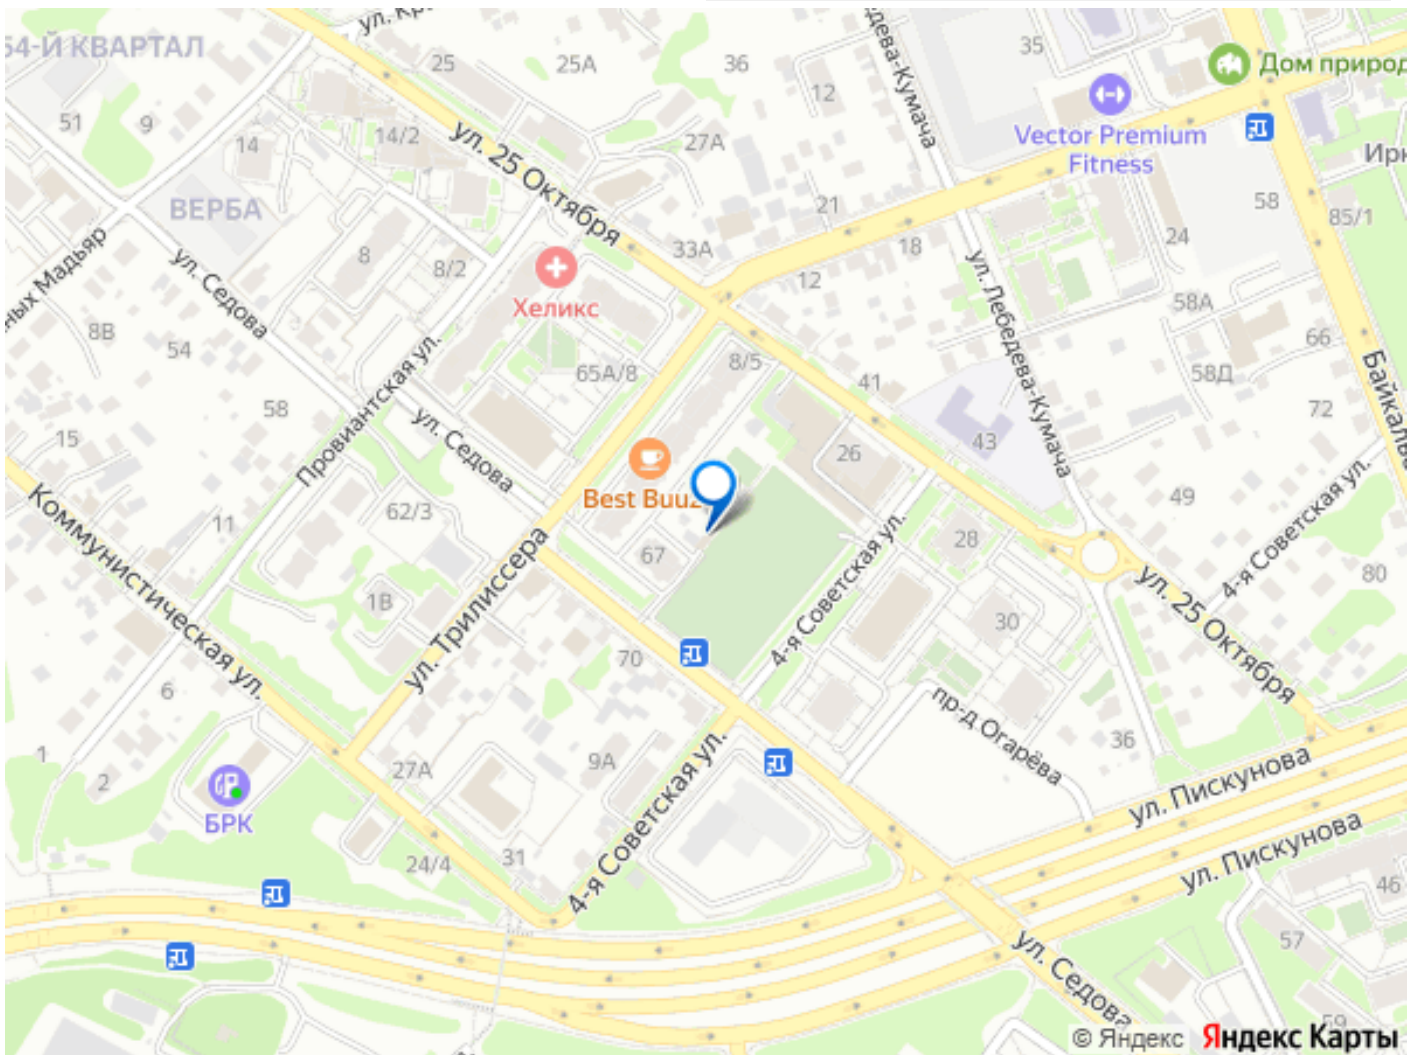 ул.
64-Й КВАРТАЛ
25
25А
36
35
Дом природ
12
51
9
14/2
27А
14
ул. 25 Октября
Vector Premium
Fitness
Ирк
ВЕРБА
21
58
85/1
33А
18
24
8
8/2
ных Мадьяр
ул. Седова
Хеликс
12
ул. Лебедева-Кумача
58А
8В
54
66
65А/8
8/5
41
58Д
58
Провиантская ул.
72
15
ул. Седова
43
26
Best Buuz
49
4-я Советская ул.
Коммунистическая ул.
11
62/3
67
28
80
1В
ул. Трилиссера
4-я Советская ул.
30
ул. 25 Октября
70
6
пр-д Огарёва
36
1
2
27А
9А
4-я Советская ул.
ул. Пискунова
БРК
24/4
31
ул. Пискунова
46
57
ул. Седова
59
© Яндекс Яндекс Карты